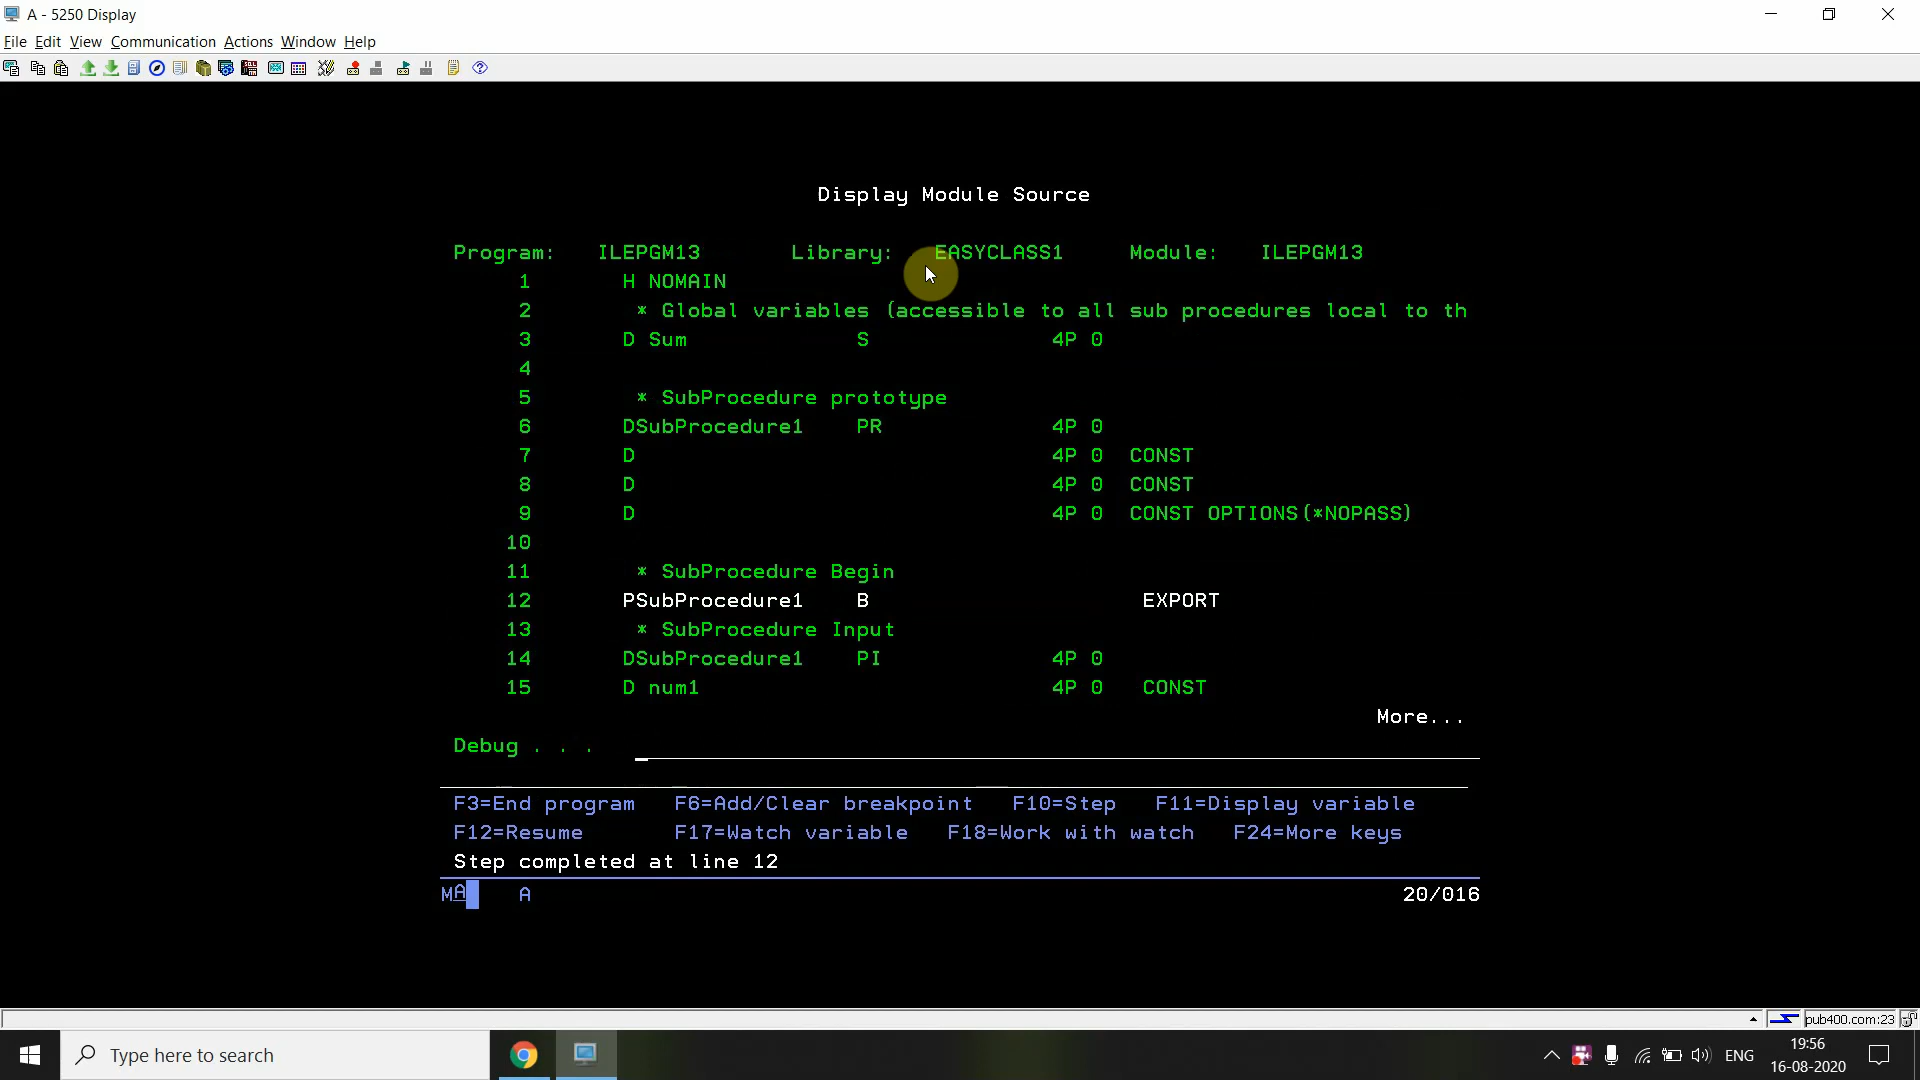 A - 5250 Display
File Edit View Communication Actions Window Help
Display Module Source
Program: ILEPGM13 Library: EASYCLASS1 Module: ILEPGM13
1 H NOMAIN
2 * Global variables (accessible to all sub procedures local to th
3 D Sum S 4P 0
4
5 * SubProcedure prototype
6 DSubProcedure1 PR 4P 0
7 D 4P 0 CONST
8 D 4P 0 CONST
9 D 4P 0 CONST OPTIONS(*NOPASS)
10
11 * SubProcedure Begin
12 PSubProcedure1 B EXPORT
13 * SubProcedure Input
14 DSubProcedure1 PI 4P 0
15 D num1 4P 0 CONST
More...
Debug . . .
F3=End program F6=Add/Clear breakpoint F10=Step F11=Display variable
F12=Resume F17=Watch variable F18=Work with watch F24=More keys
Step completed at line 12
MA A 20/016
pub400.com:23
Type here to search
ENG
19:56
16-08-2020